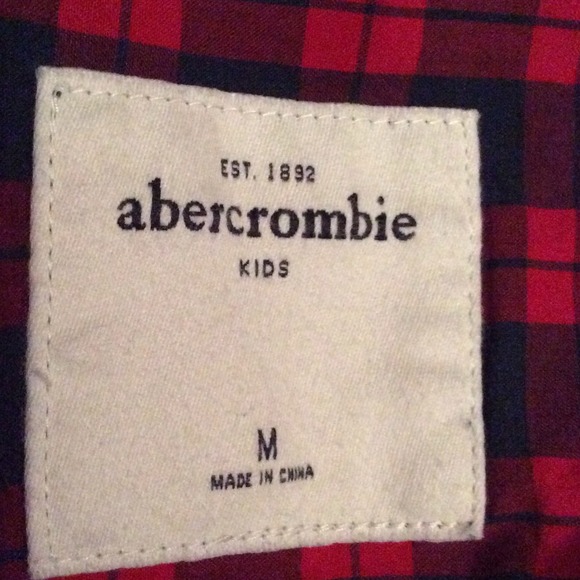 EST. 1892
abercrombie
KIDS
M
MADE IN CHINA